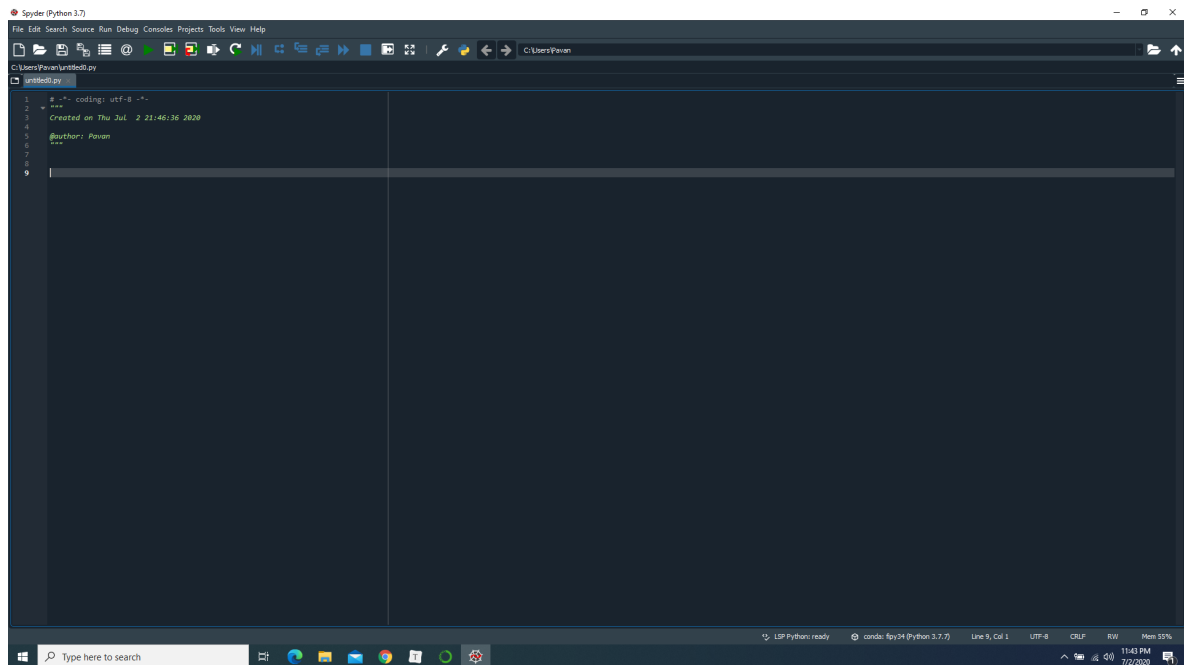 Spyder (Python 3.7)
File Edit Search Source Run Debug Consoles Projects Tools View Help
C:\Users\Pavan
C:\Users\Pavan\untitled0.py
untitled0.py
1 # -*- coding: utf-8 -*-
2 """
3 Created on Thu Jul  2 21:46:36 2020
4
5 @author: Pavan
6 """
7
8
9
LSP Python: ready conda: fipy34 (Python 3.7.7) Line 9, Col 1 UTF-8 CRLF RW Mem 55%
Type here to search
11:43 PM
7/2/2020